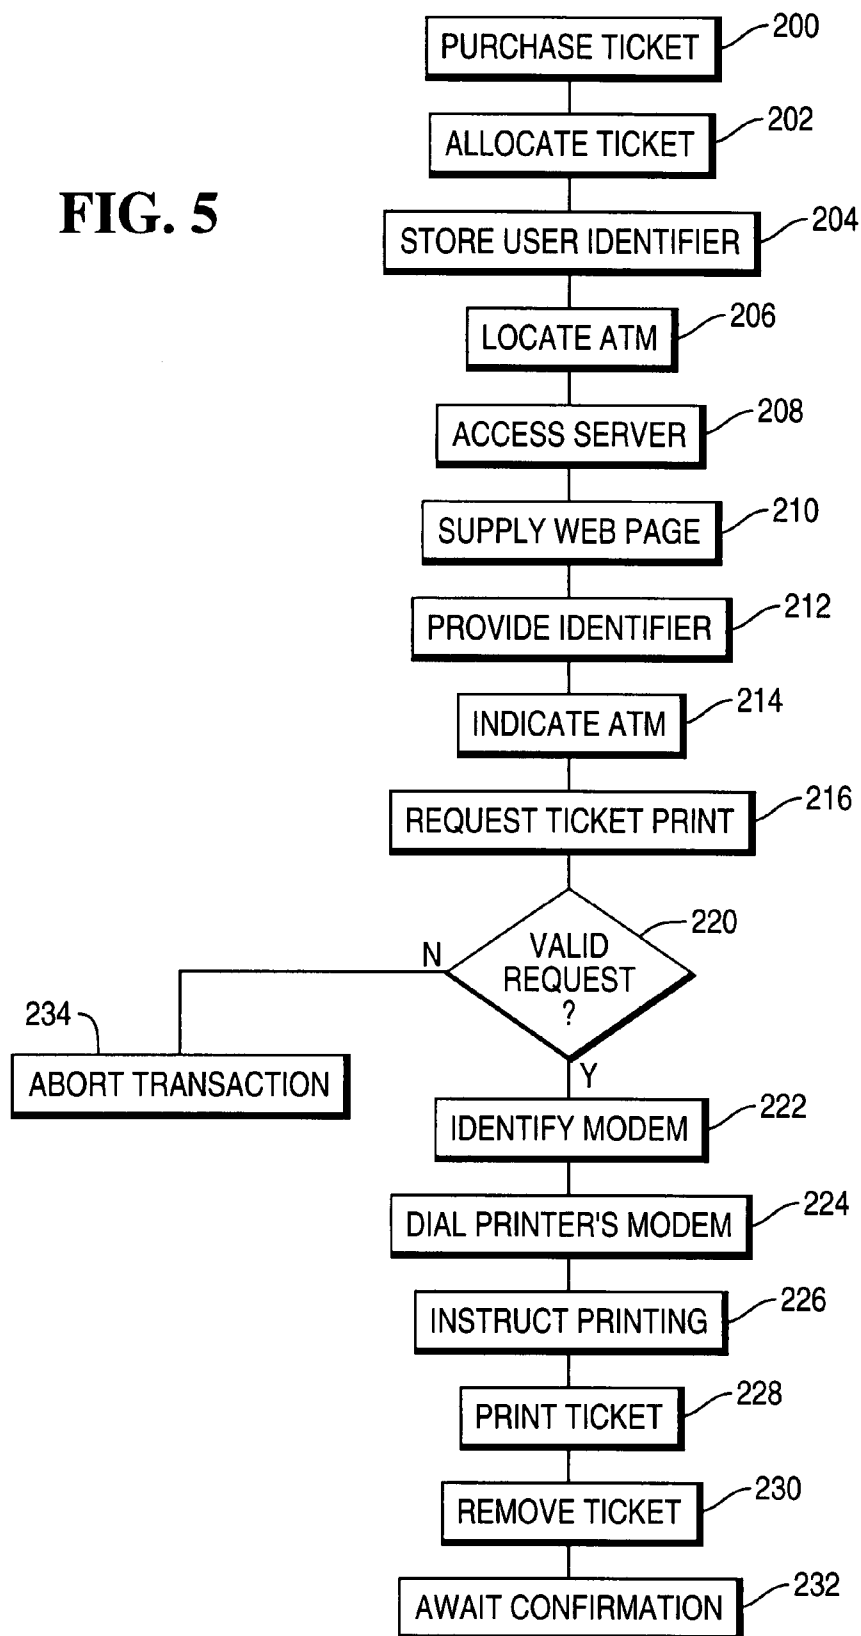 PURCHASE TICKET
200
ALLOCATE TICKET
202
FIG. 5
STORE USER IDENTIFIER
204
LOCATE ATM
206
ACCESS SERVER
208
SUPPLY WEB PAGE
210
PROVIDE IDENTIFIER
212
INDICATE ATM
214
REQUEST TICKET PRINT
216
VALID
REQUEST
?
220
N
Y
234
ABORT TRANSACTION
IDENTIFY MODEM
222
DIAL PRINTER'S MODEM
224
INSTRUCT PRINTING
226
PRINT TICKET
228
REMOVE TICKET
230
AWAIT CONFIRMATION
232